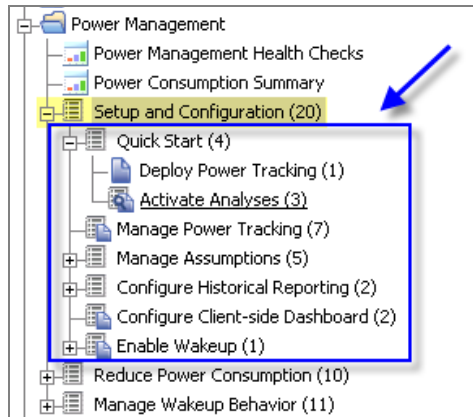 Power Management
Power Management Health Checks
Power Consumption Summary
Setup and Configuration (20)
Quick Start (4)
Deploy Power Tracking (1)
Activate Analyses (3)
Manage Power Tracking (7)
Manage Assumptions (5)
Configure Historical Reporting (2)
Configure Client-side Dashboard (2)
Enable Wakeup (1)
Reduce Power Consumption (10)
Manage Wakeup Behavior (11)